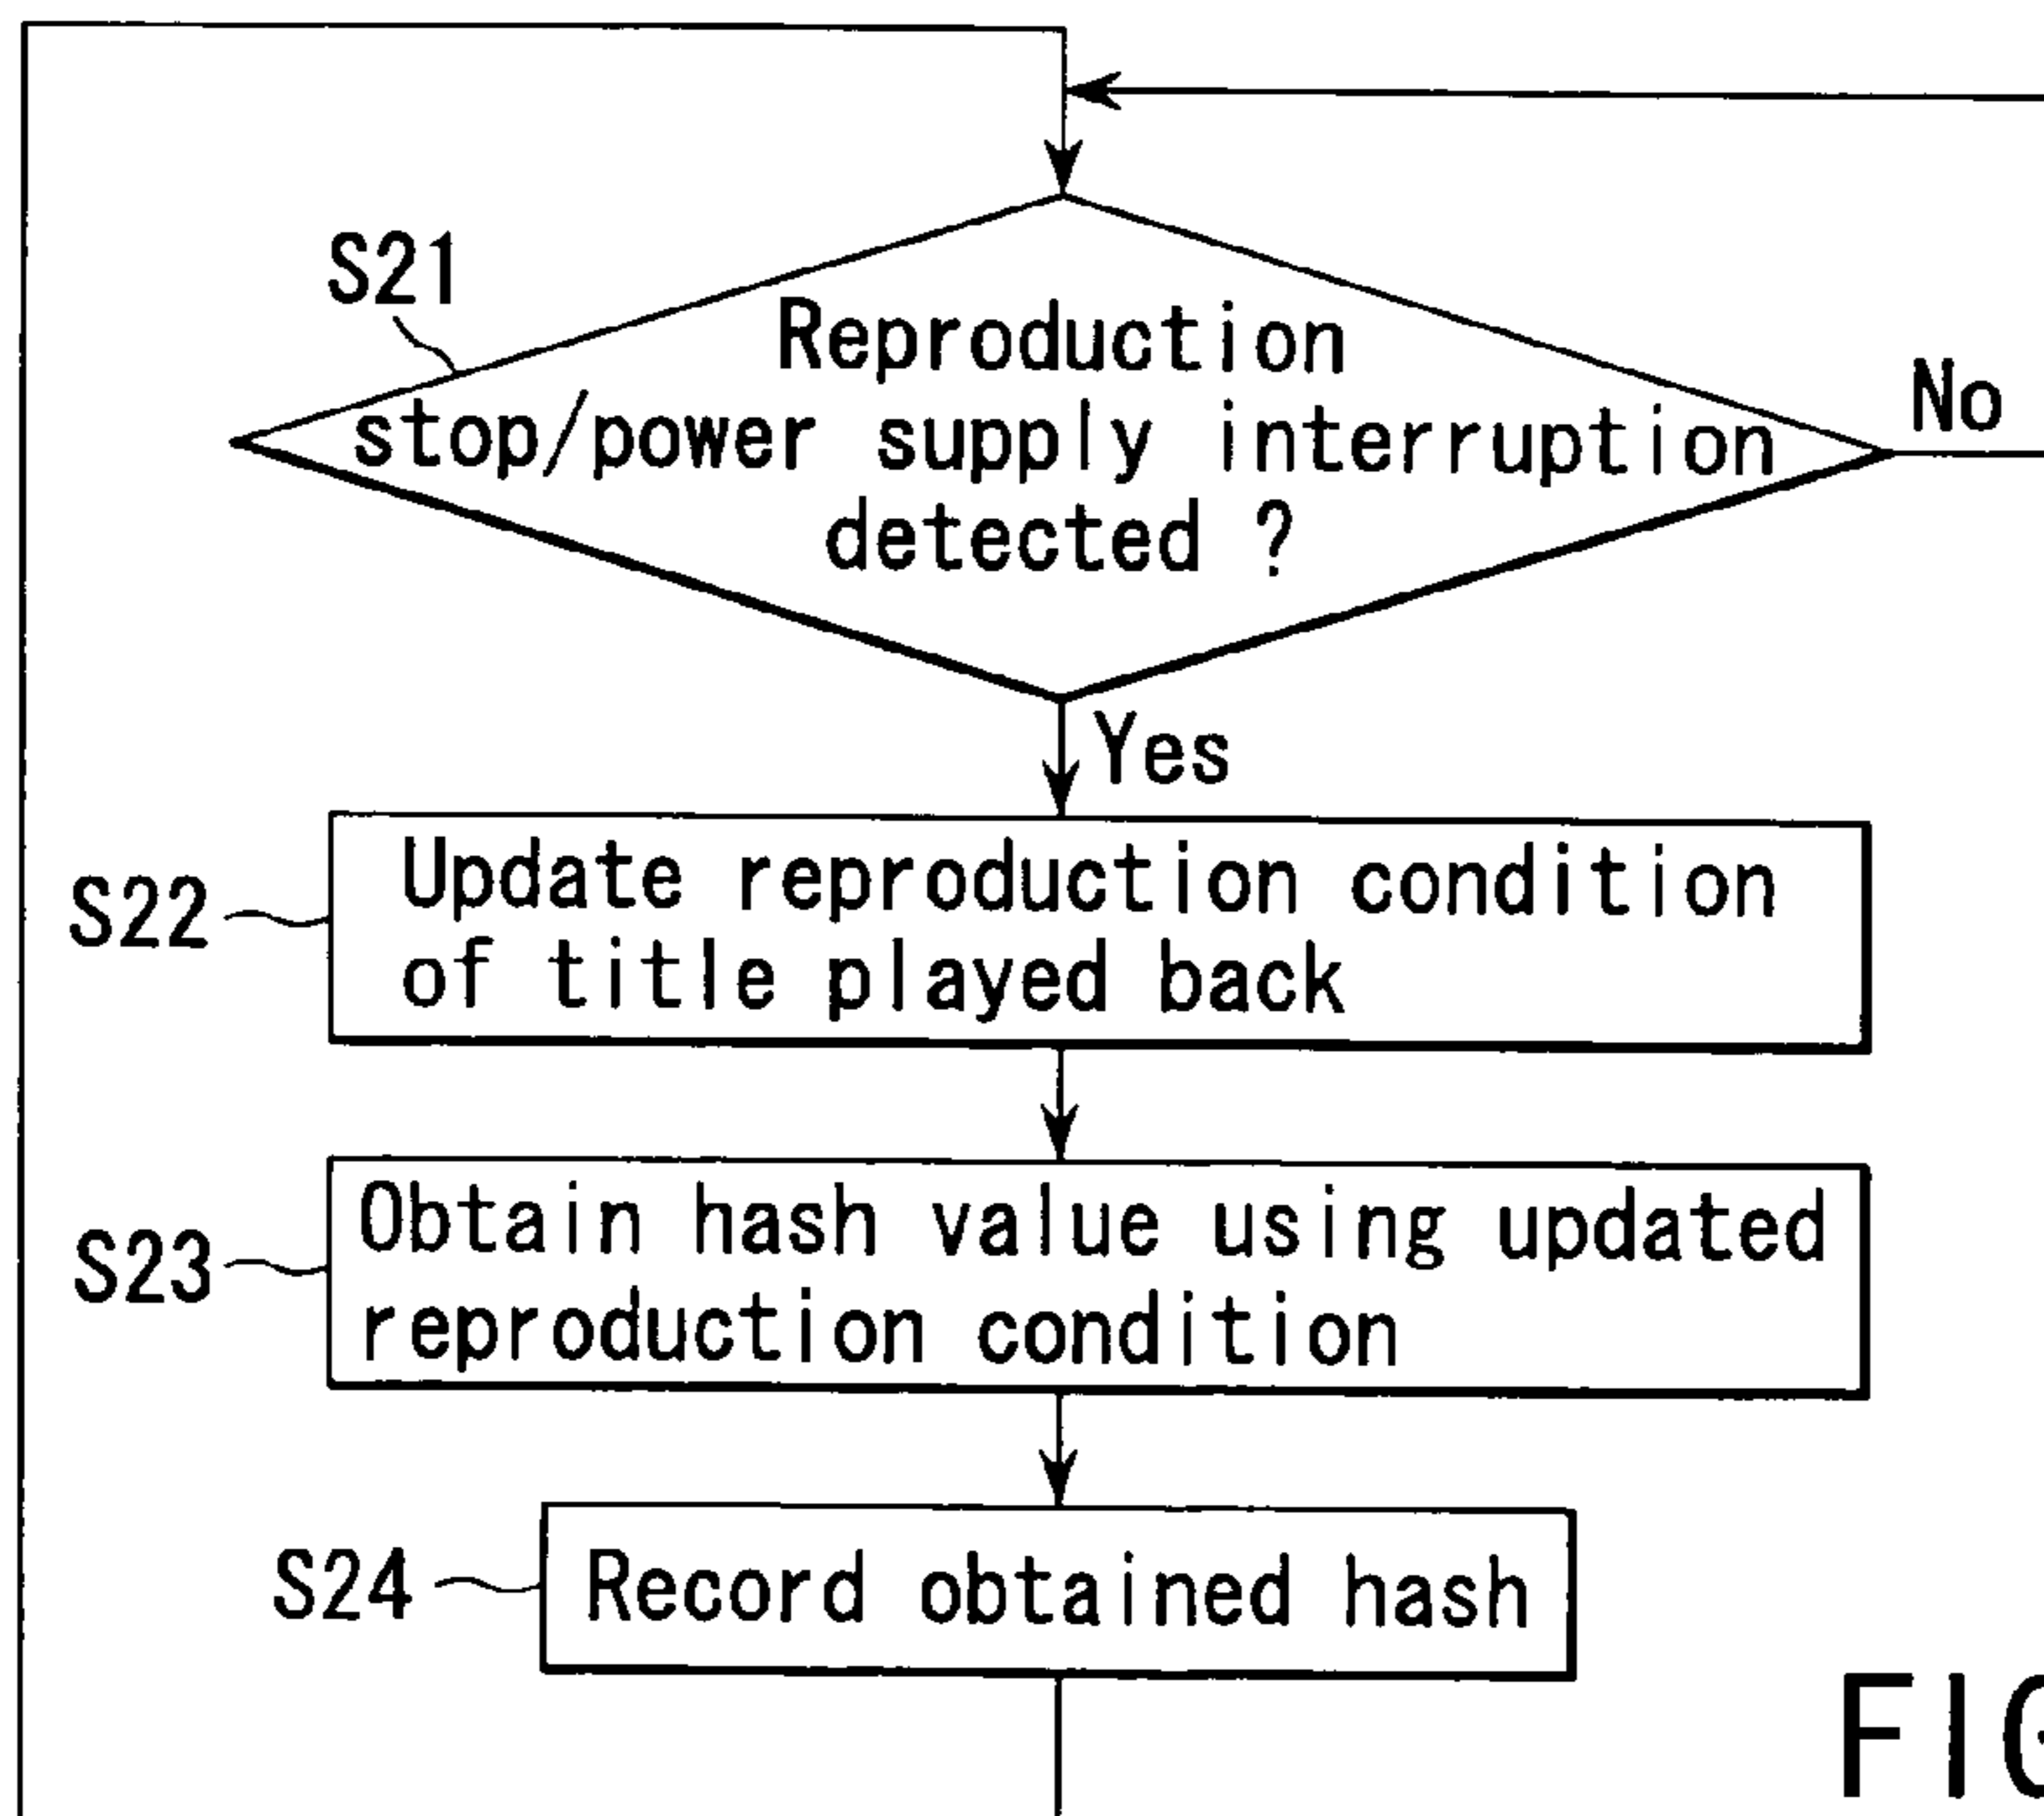 S21
Reproduction
stop/power supply interruption
detected ?
No
Yes
S22
Update reproduction condition
of title played back
S23
Obtain hash value using updated
reproduction condition
S24
Record obtained hash